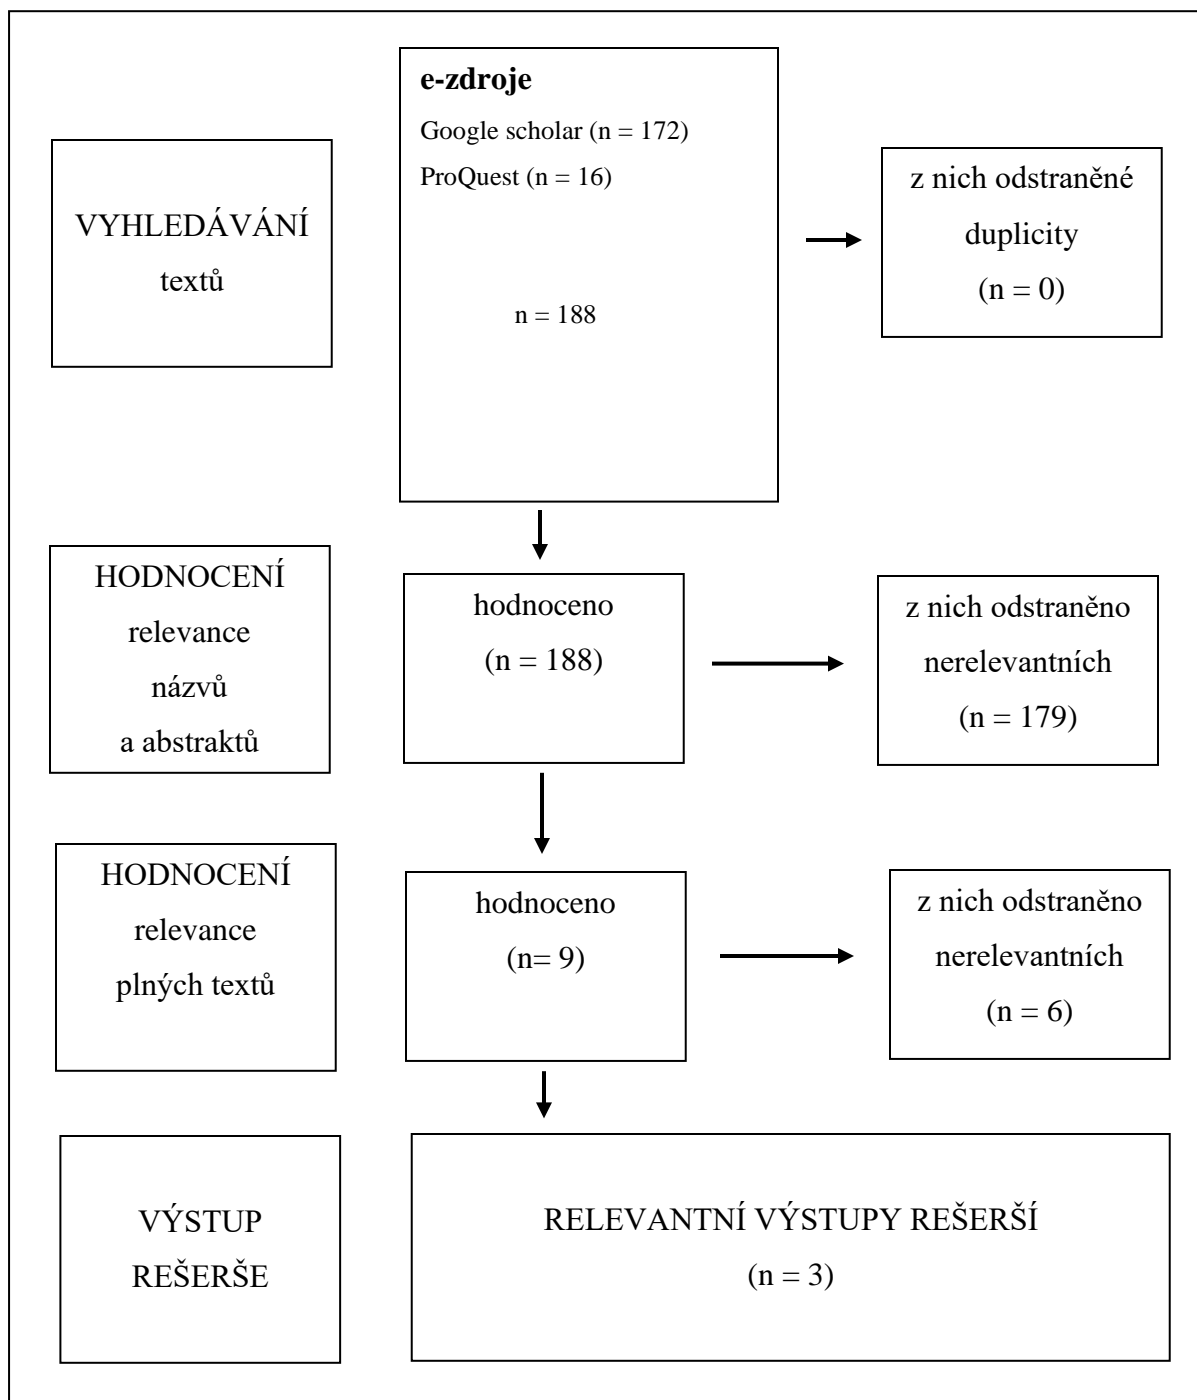 VYHLEDÁVÁNÍ
textů
e-zdroje
Google scholar (n = 172)
ProQuest (n = 16)
n = 188
z nich odstraněné
duplicity
(n = 0)
HODNOCENÍ
relevance
názvů
a abstraktů
hodnoceno
(n = 188)
z nich odstraněno
nerelevantních
(n = 179)
HODNOCENÍ
relevance
plných textů
hodnoceno
(n= 9)
z nich odstraněno
nerelevantních
(n = 6)
VÝSTUP
REŠERŠE
RELEVANTNÍ VÝSTUPY REŠERŠÍ
(n = 3)